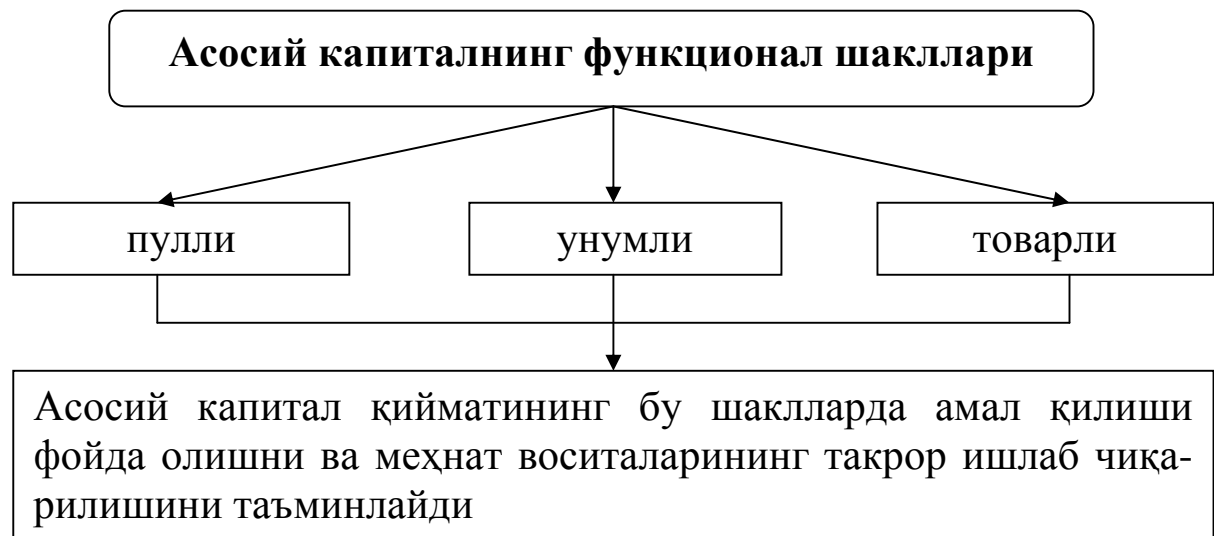 Асосий капиталнинг функционал шакллари
пулли
унумли
товарли
Асосий капитал қийматининг бу шаклларда амал қилиши
фойда олишни ва меҳнат воситаларининг такрор ишлаб чиқа-
рилишини таъминлайди